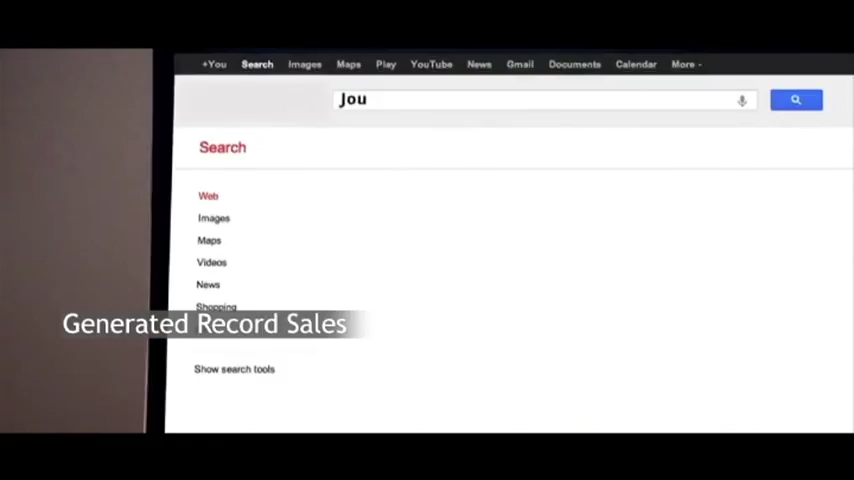 +You Search Images Maps Play YouTube News Gmail Documents Calendar More
Jou
Search
Web
Images
Maps
Videos
News
Shopping
Generated Record Sales
Show search tools